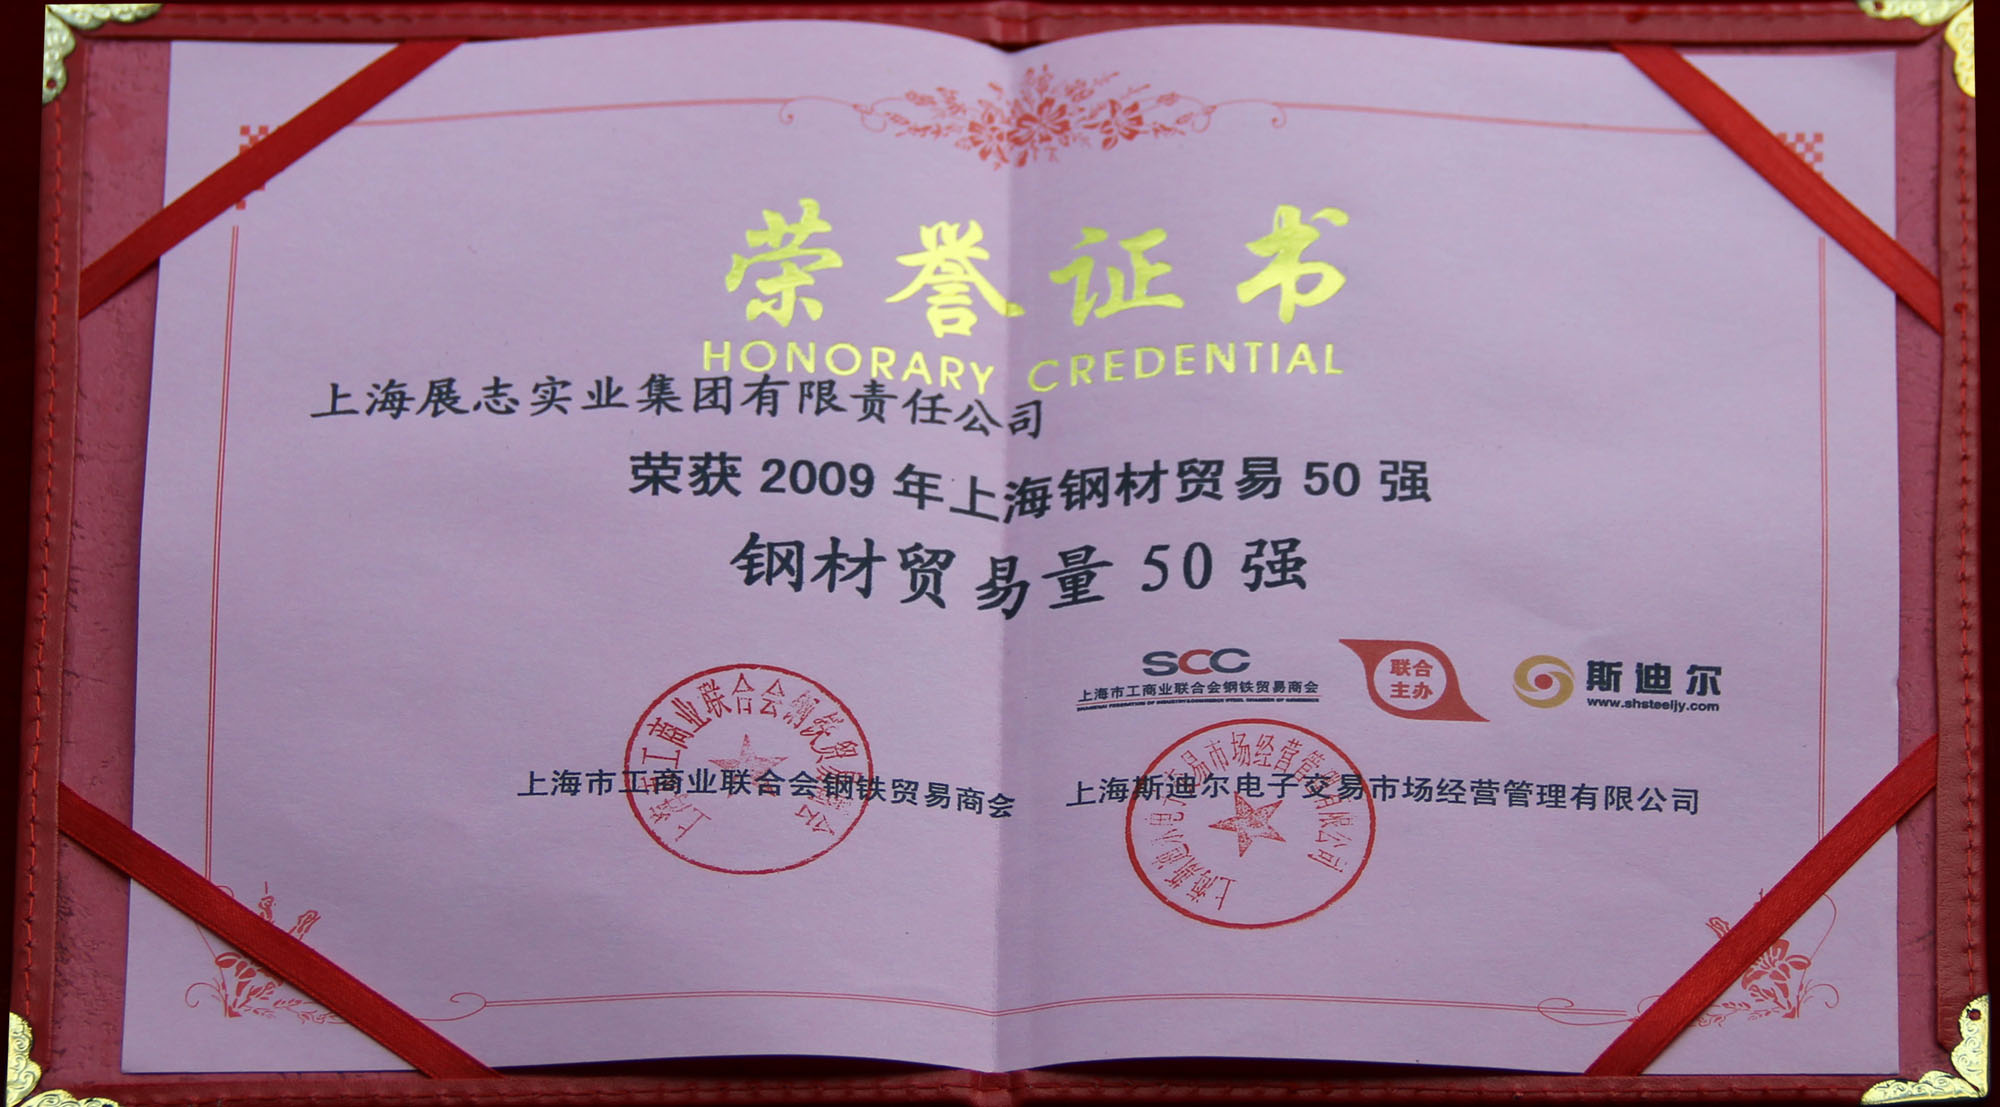 荣誉证书
HONORARY CREDENTIAL
上海展志实业集团有限责任公司
荣获 2009 年上海钢材贸易 50 强
钢材贸易量 50 强
SCC
上海市工商业联合会钢铁贸易商会
联合
主办
斯迪尔
www.shsteeljy.com
上海市工商业联合会钢铁贸易商会
上海斯迪尔电子交易市场经营管理有限公司